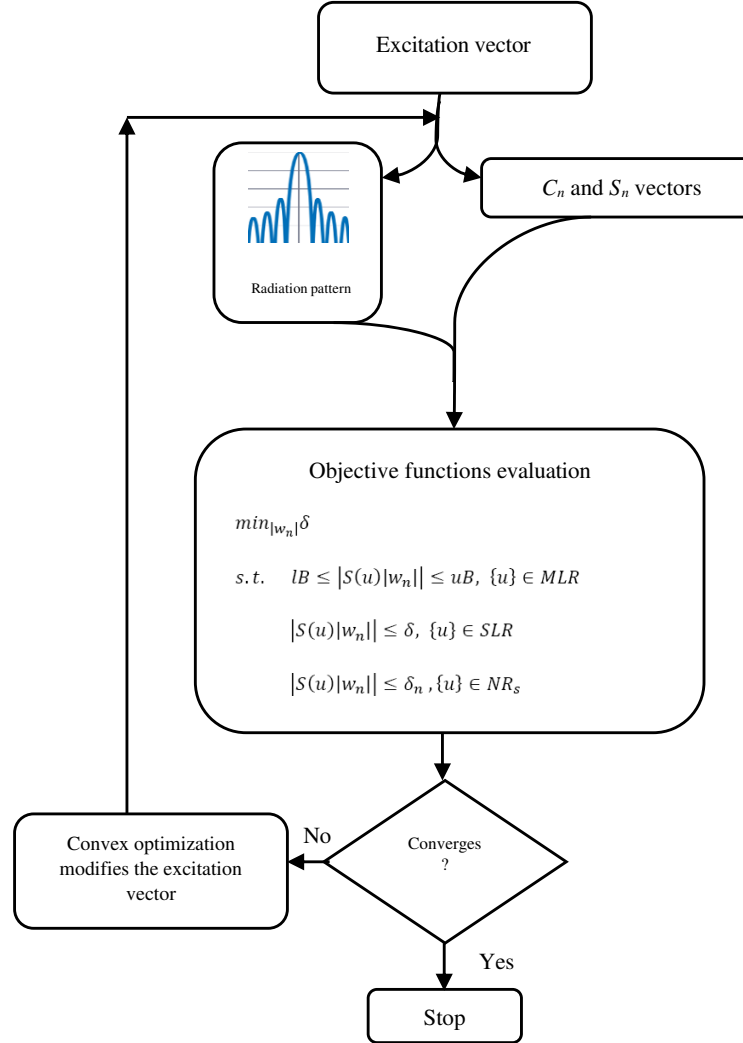 Excitation vector
Cₙ and Sₙ vectors
Radiation pattern
Objective functions evaluation
min_{|wₙ|}δ
s.t. lB ≤ |S(u)|wₙ|| ≤ uB, {u} ∈ MLR
|S(u)|wₙ|| ≤ δ, {u} ∈ SLR
|S(u)|wₙ|| ≤ δₙ ,{u} ∈ NRₛ
Converges
?
No
Convex optimization
modifies the excitation
vector
Yes
Stop